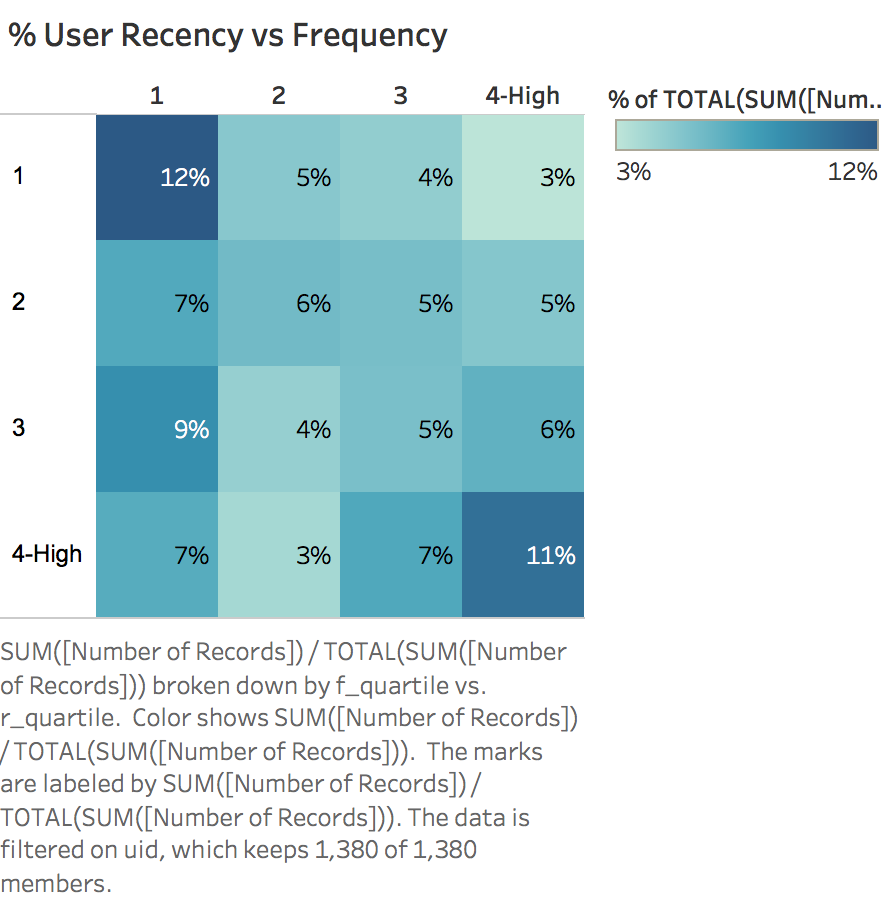 % User Recency vs Frequency
1 2 3 4-High
% of TOTAL(SUM([Num..
3% 12%
1 12% 5% 4% 3%
2 7% 6% 5% 5%
3 9% 4% 5% 6%
4-High 7% 3% 7% 11%
SUM([Number of Records]) / TOTAL(SUM([Number
of Records])) broken down by f_quartile vs.
r_quartile. Color shows SUM([Number of Records])
/ TOTAL(SUM([Number of Records])). The marks
are labeled by SUM([Number of Records]) /
TOTAL(SUM([Number of Records])). The data is
filtered on uid, which keeps 1,380 of 1,380
members.